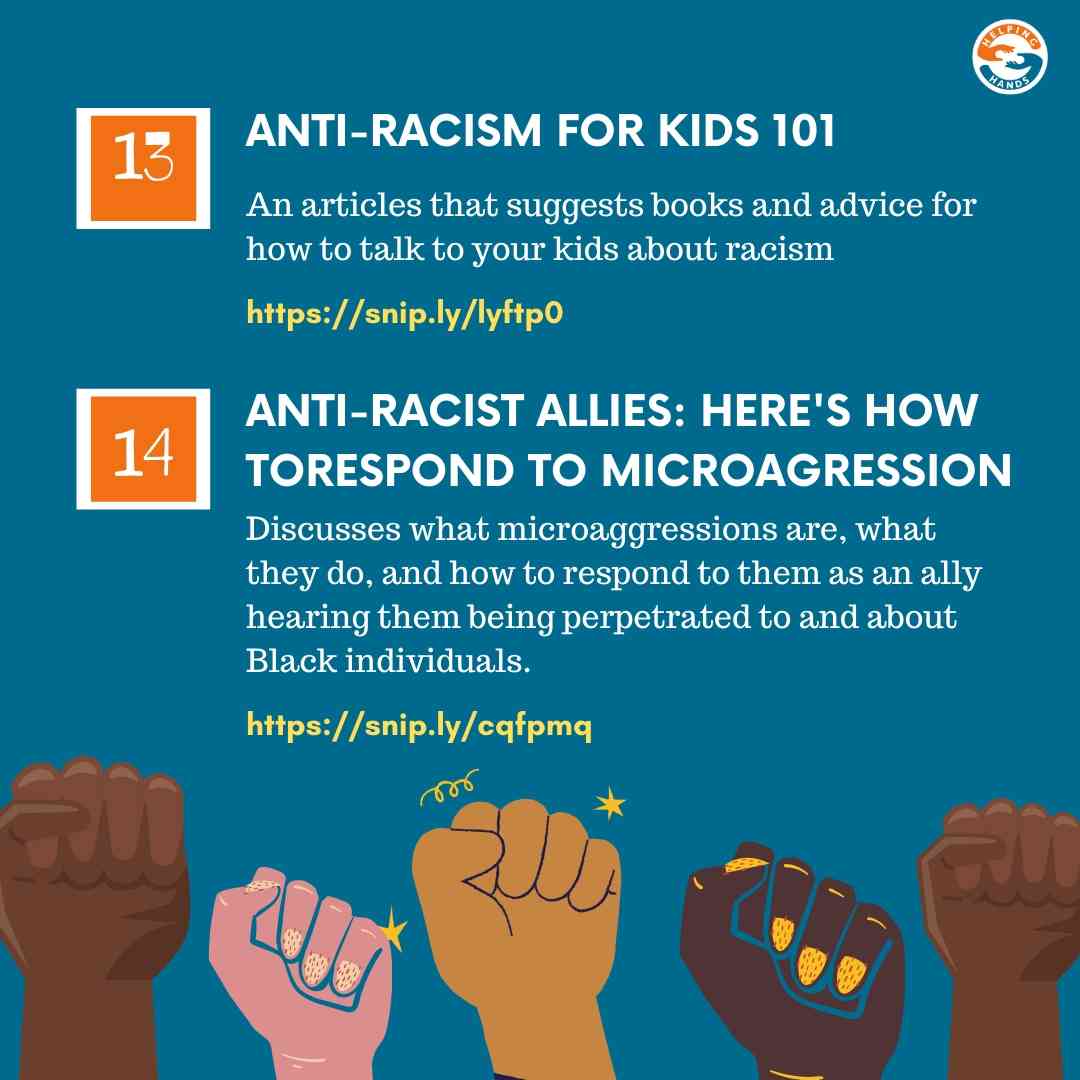 HELPING
HANDS
13
ANTI-RACISM FOR KIDS 101
An articles that suggests books and advice for
how to talk to your kids about racism
https://snip.ly/lyftp0
14
ANTI-RACIST ALLIES: HERE'S HOW
TORESPOND TO MICROAGRESSION
Discusses what microaggressions are, what
they do, and how to respond to them as an ally
hearing them being perpetrated to and about
Black individuals.
https://snip.ly/cqfpmq